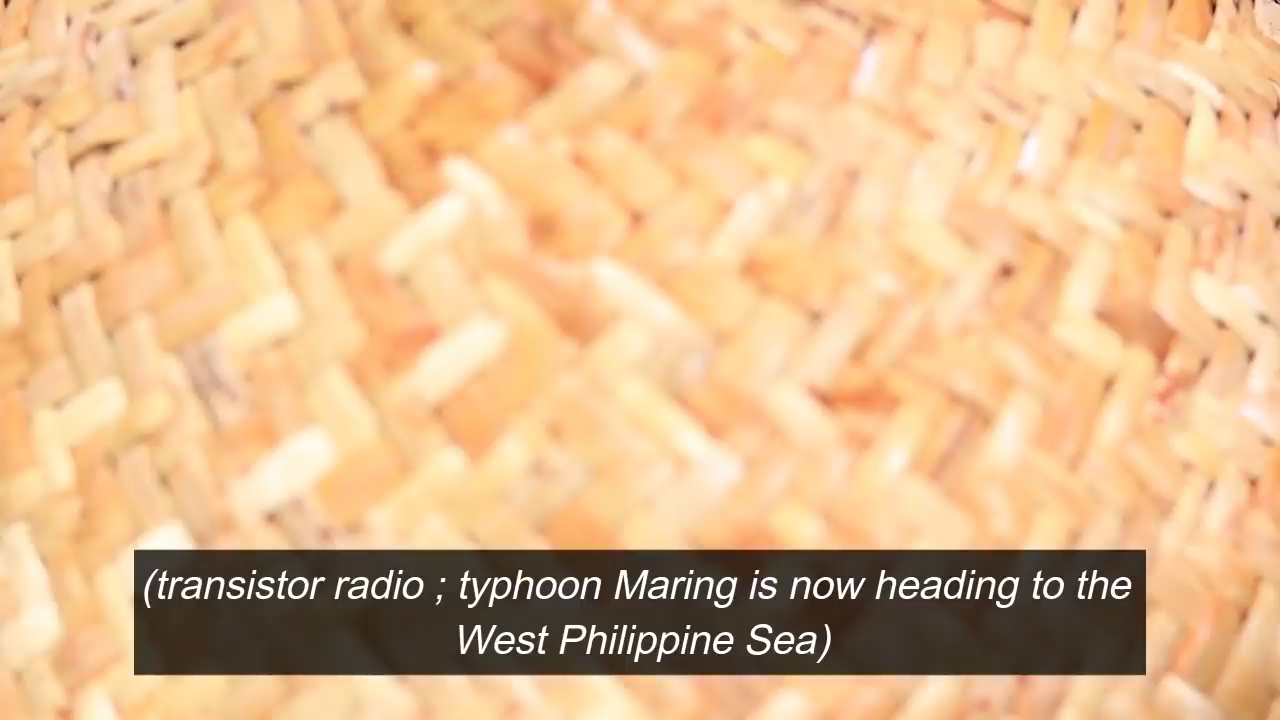 (transistor radio ; typhoon Maring is now heading to the
West Philippine Sea)